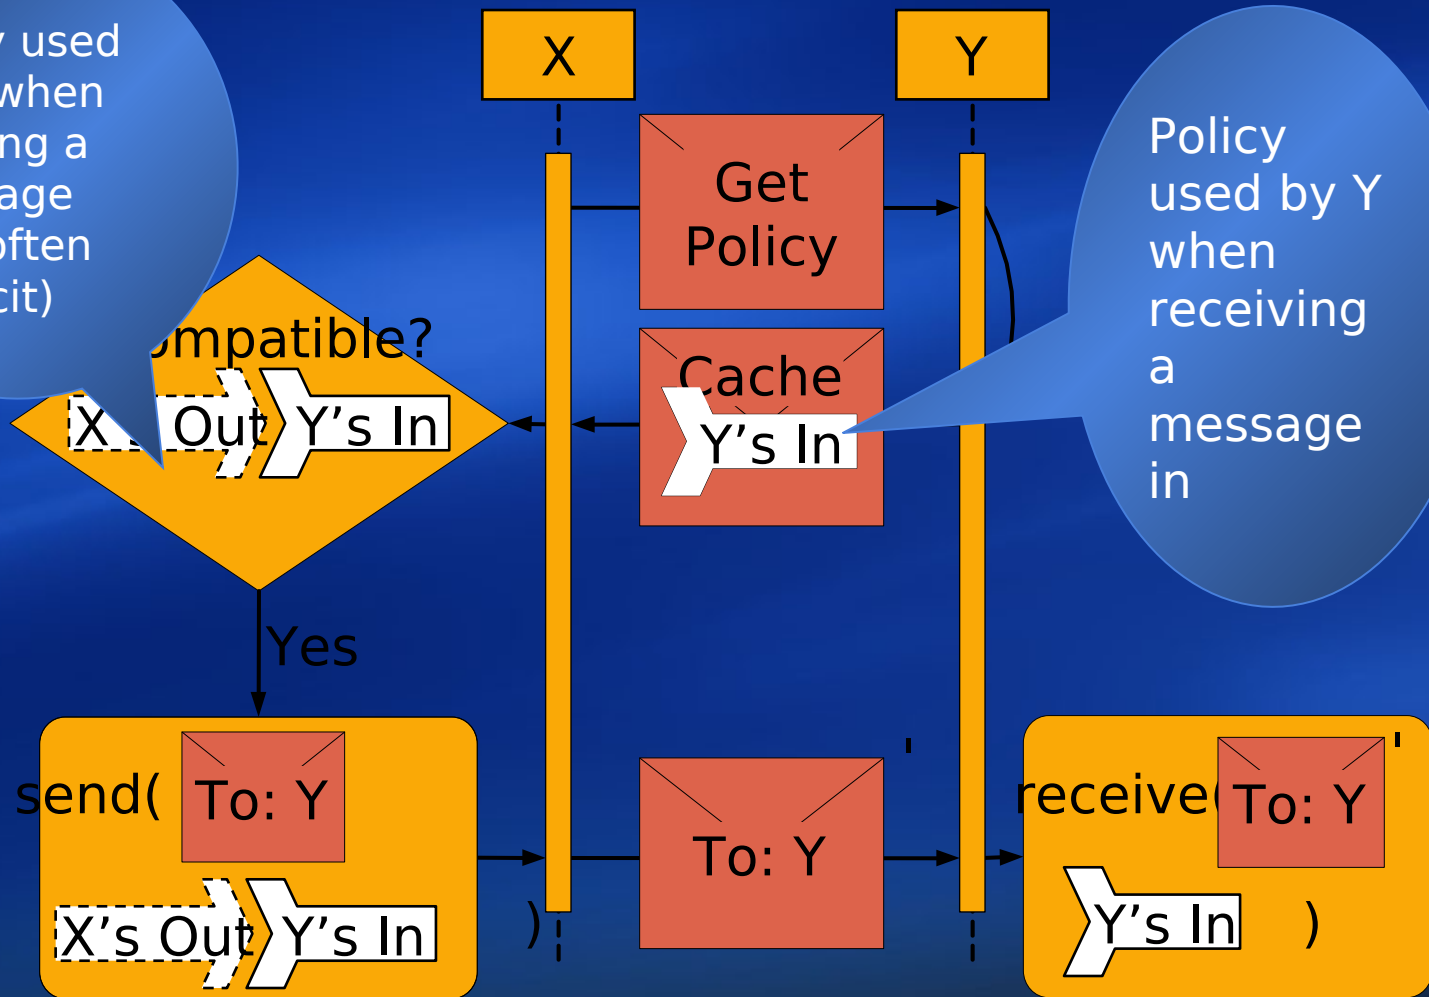 used
when
ng a
age
often
cit)
X
Y
Get
Policy
Policy
used by Y
when
receiving
a
message
in
mpatible?
X's Out
Y's In
Cache
Y's In
Yes
send(
To: Y
X's Out
Y's In
)
To: Y
'
receive(
To: Y
'
Y's In
)